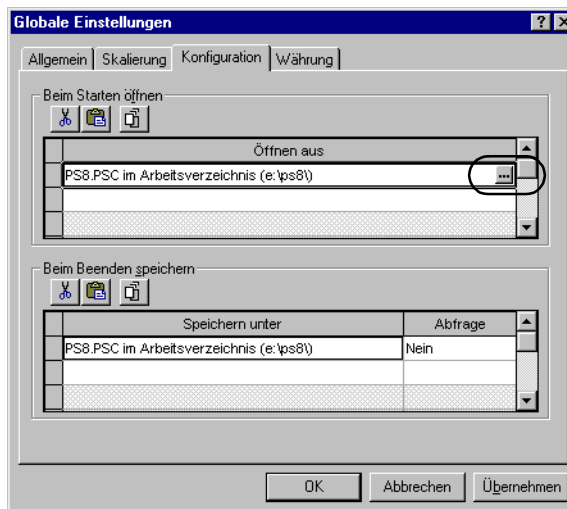 Globale Einstellungen
Allgemein Skalierung Konfiguration Währung
Beim Starten öffnen
Öffnen aus
PS8.PSC im Arbeitsverzeichnis (e:\ps8\) ...
Beim Beenden speichern
Speichern unter Abfrage
PS8.PSC im Arbeitsverzeichnis (e:\ps8\) Nein
OK Abbrechen Übernehmen